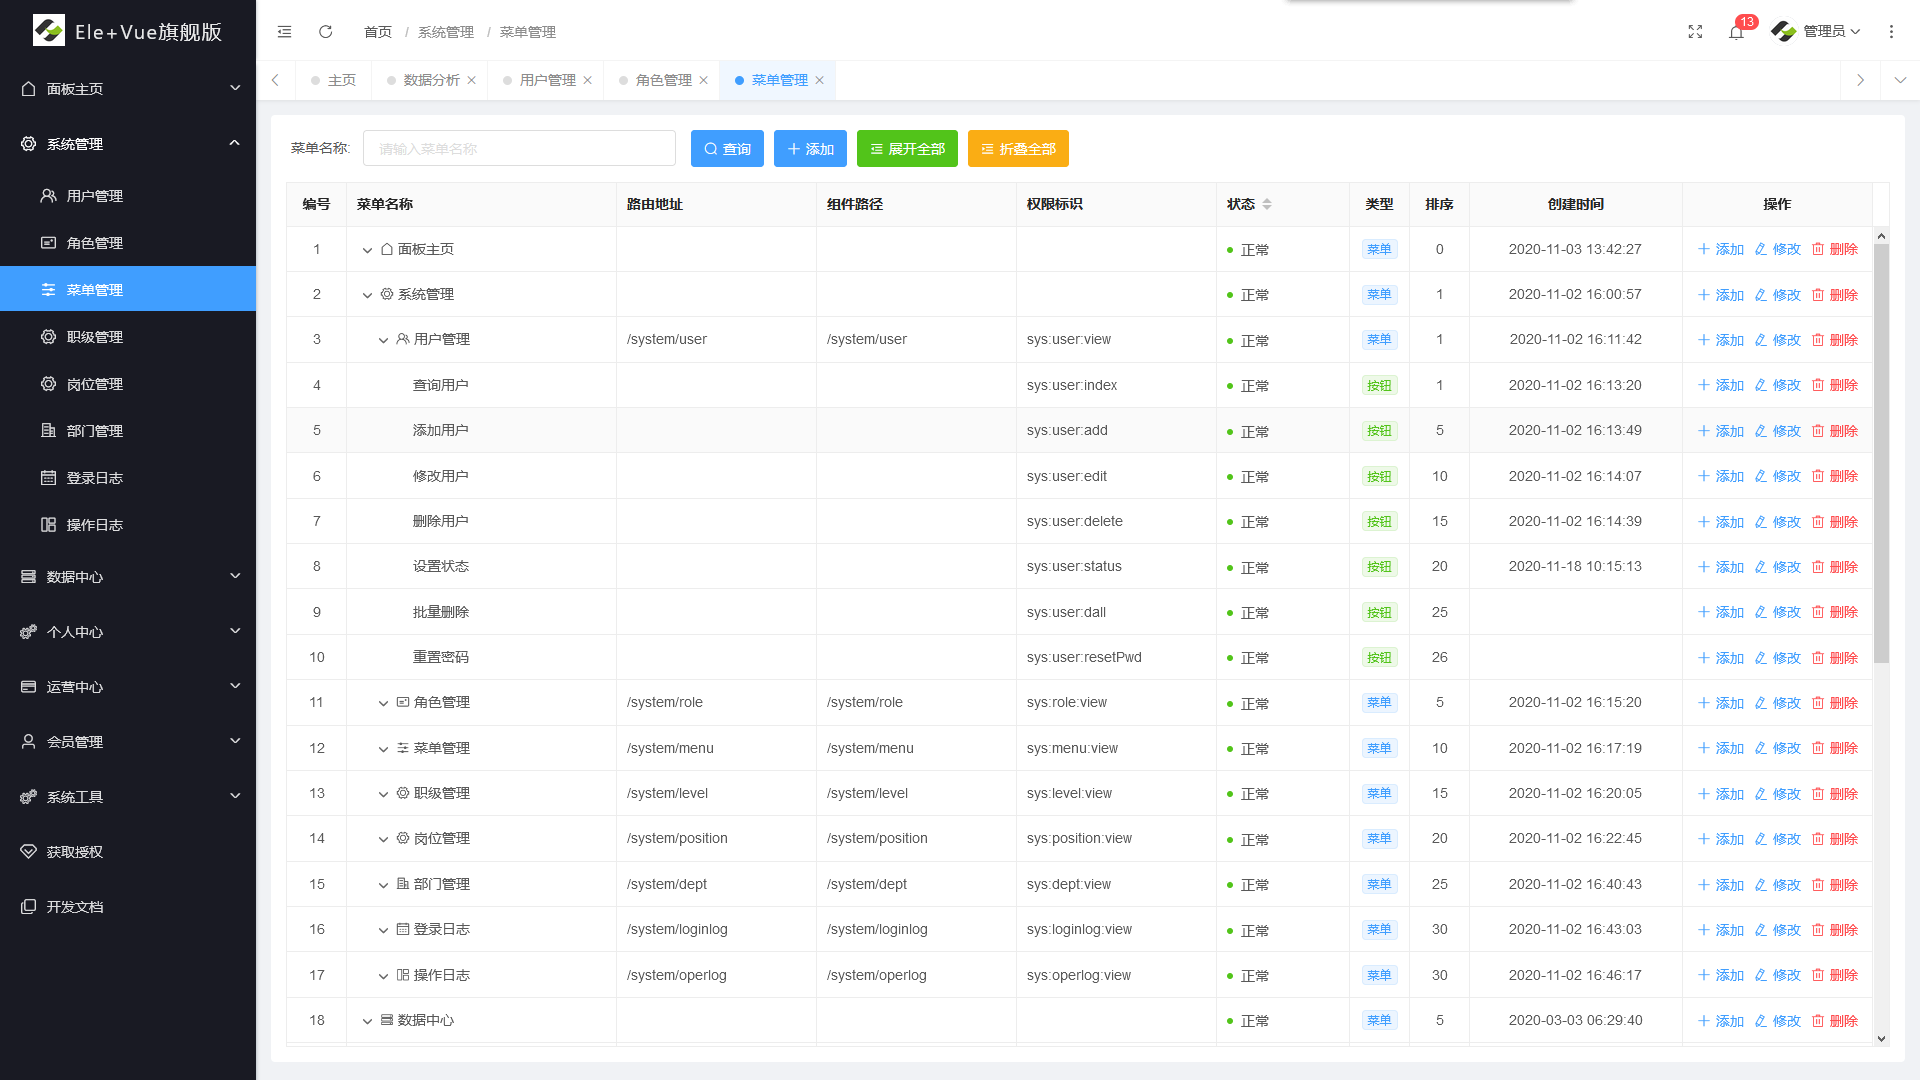 Ele+Vue旗舰版
面板主页
系统管理
用户管理
角色管理
菜单管理
职级管理
岗位管理
部门管理
登录日志
操作日志
数据中心
个人中心
运营中心
会员管理
系统工具
获取授权
开发文档
首页 / 系统管理 / 菜单管理
13
管理员
主页 数据分析 用户管理 角色管理 菜单管理
菜单名称: 请输入菜单名称 查询 添加 展开全部 折叠全部
编号 菜单名称 路由地址 组件路径 权限标识 状态 类型 排序 创建时间 操作
1 面板主页 正常 菜单 0 2020-11-03 13:42:27 添加 修改 删除
2 系统管理 正常 菜单 1 2020-11-02 16:00:57 添加 修改 删除
3 用户管理 /system/user /system/user sys:user:view 正常 菜单 1 2020-11-02 16:11:42 添加 修改 删除
4 查询用户 sys:user:index 正常 按钮 1 2020-11-02 16:13:20 添加 修改 删除
5 添加用户 sys:user:add 正常 按钮 5 2020-11-02 16:13:49 添加 修改 删除
6 修改用户 sys:user:edit 正常 按钮 10 2020-11-02 16:14:07 添加 修改 删除
7 删除用户 sys:user:delete 正常 按钮 15 2020-11-02 16:14:39 添加 修改 删除
8 设置状态 sys:user:status 正常 按钮 20 2020-11-18 10:15:13 添加 修改 删除
9 批量删除 sys:user:dall 正常 按钮 25 添加 修改 删除
10 重置密码 sys:user:resetPwd 正常 按钮 26 添加 修改 删除
11 角色管理 /system/role /system/role sys:role:view 正常 菜单 5 2020-11-02 16:15:20 添加 修改 删除
12 菜单管理 /system/menu /system/menu sys:menu:view 正常 菜单 10 2020-11-02 16:17:19 添加 修改 删除
13 职级管理 /system/level /system/level sys:level:view 正常 菜单 15 2020-11-02 16:20:05 添加 修改 删除
14 岗位管理 /system/position /system/position sys:position:view 正常 菜单 20 2020-11-02 16:22:45 添加 修改 删除
15 部门管理 /system/dept /system/dept sys:dept:view 正常 菜单 25 2020-11-02 16:40:43 添加 修改 删除
16 登录日志 /system/loginlog /system/loginlog sys:loginlog:view 正常 菜单 30 2020-11-02 16:43:03 添加 修改 删除
17 操作日志 /system/operlog /system/operlog sys:operlog:view 正常 菜单 30 2020-11-02 16:46:17 添加 修改 删除
18 数据中心 正常 菜单 5 2020-03-03 06:29:40 添加 修改 删除